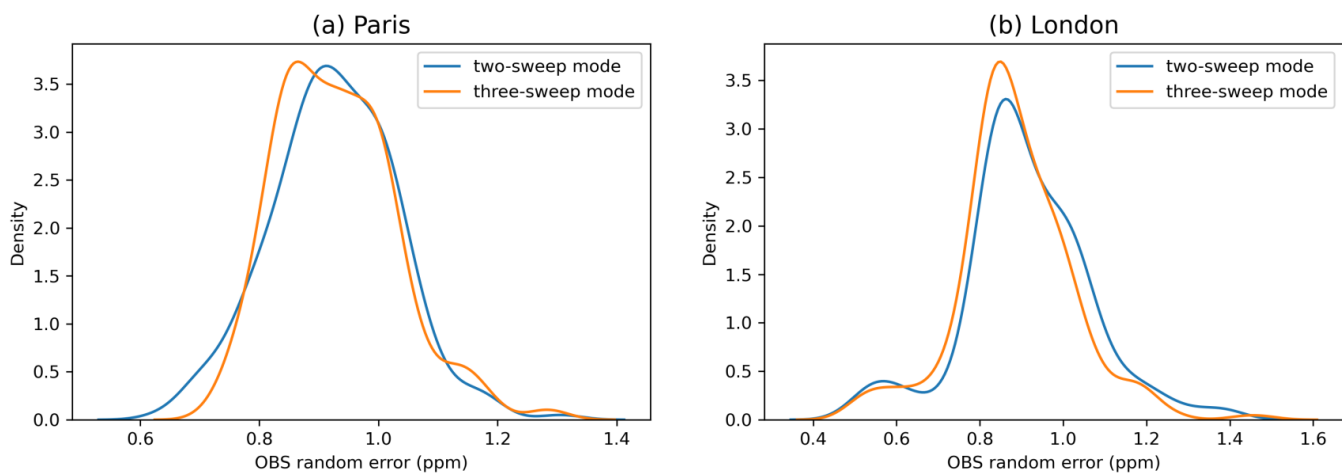 (a) Paris
two-sweep mode
three-sweep mode
Density
3.5
3.0
2.5
2.0
1.5
1.0
0.5
0.0
0.6
0.8
1.0
1.2
1.4
OBS random error (ppm)
(b) London
two-sweep mode
three-sweep mode
Density
3.5
3.0
2.5
2.0
1.5
1.0
0.5
0.0
0.4
0.6
0.8
1.0
1.2
1.4
1.6
OBS random error (ppm)